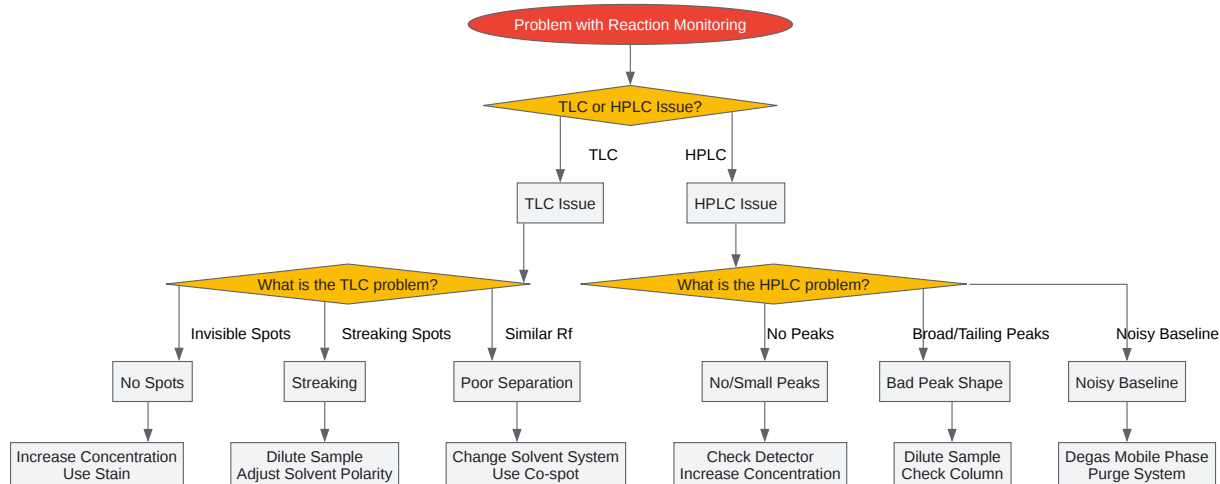 Problem with Reaction Monitoring
TLC or HPLC Issue?
TLC
HPLC
TLC Issue
HPLC Issue
What is the TLC problem?
What is the HPLC problem?
Invisible Spots
Streaking Spots
Similar Rf
No Peaks
Broad/Tailing Peaks
Noisy Baseline
No Spots
Streaking
Poor Separation
No/Small Peaks
Bad Peak Shape
Noisy Baseline
Increase Concentration
Use Stain
Dilute Sample
Adjust Solvent Polarity
Change Solvent System
Use Co-spot
Check Detector
Increase Concentration
Dilute Sample
Check Column
Degas Mobile Phase
Purge System